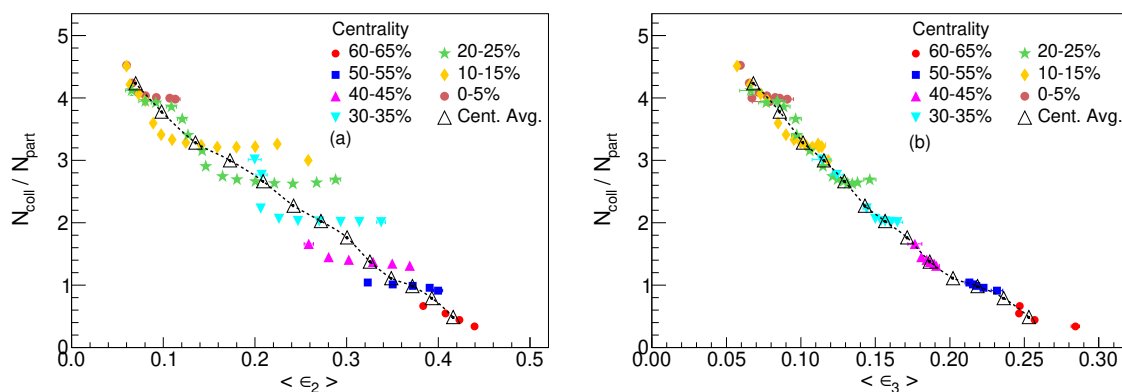 Centrality
60-65%
50-55%
40-45%
30-35%
20-25%
10-15%
0-5%
Cent. Avg.
(a)
N_coll / N_part
5
4
3
2
1
0
0 0.1 0.2 0.3 0.4 0.5
< ϵ_2 >
Centrality
60-65%
50-55%
40-45%
30-35%
20-25%
10-15%
0-5%
Cent. Avg.
(b)
N_coll / N_part
5
4
3
2
1
0
0.00 0.05 0.10 0.15 0.20 0.25 0.30
< ϵ_3 >